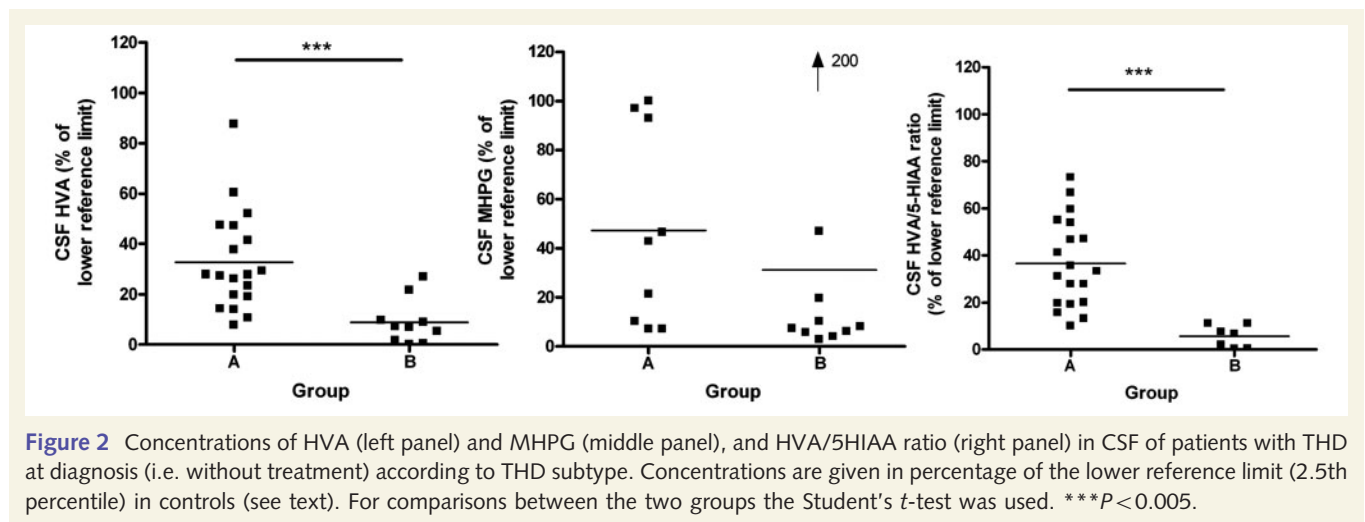 120
100
80
60
40
20
0
CSF HVA (% of
lower reference limit)
***
A
B
Group
120
100
80
60
40
20
0
CSF MHPG (% of
lower reference limit)
200
A
B
Group
120
100
80
60
40
20
0
CSF HVA/5-HIAA ratio
(% of lower reference limit)
***
A
B
Group
Figure 2 Concentrations of HVA (left panel) and MHPG (middle panel), and HVA/5HIAA ratio (right panel) in CSF of patients with THD
at diagnosis (i.e. without treatment) according to THD subtype. Concentrations are given in percentage of the lower reference limit (2.5th
percentile) in controls (see text). For comparisons between the two groups the Student's t-test was used. ***P<0.005.